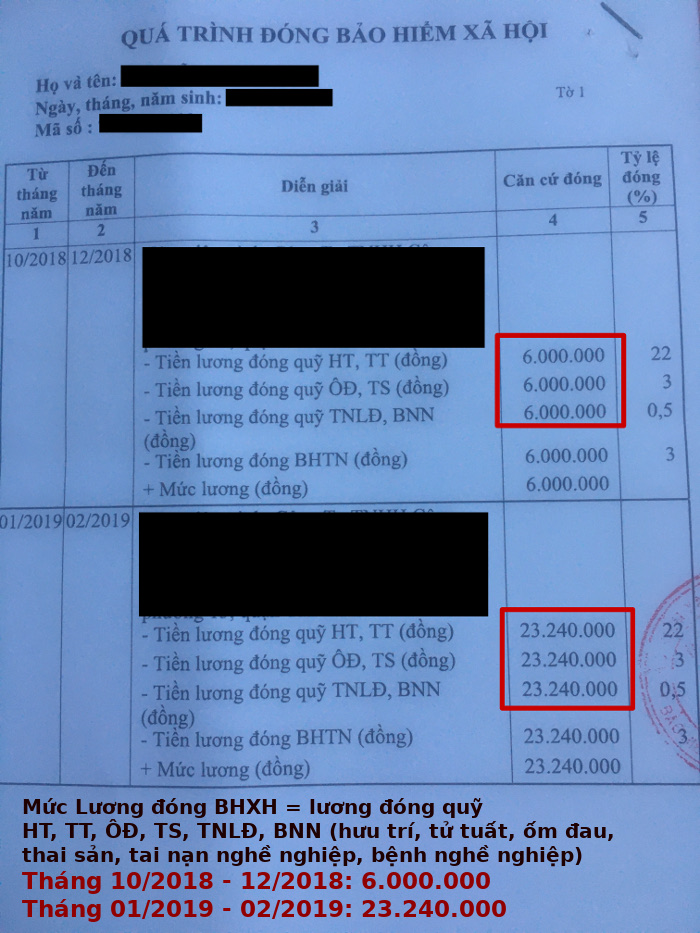 QUÁ TRÌNH ĐÓNG BẢO HIỂM XÃ HỘI
Họ và tên:
Ngày, tháng, năm sinh:
Mã số :
Tờ 1
Từ tháng năm
Đến tháng năm
Diễn giải
Căn cứ đóng
Tỷ lệ đóng (%)
1 2 3 4 5
10/2018 12/2018
- Tiền lương đóng quỹ HT, TT (đồng) 6.000.000 22
- Tiền lương đóng quỹ ÔĐ, TS (đồng) 6.000.000 3
- Tiền lương đóng quỹ TNLĐ, BNN 6.000.000 0,5
(đồng)
- Tiền lương đóng BHTN (đồng) 6.000.000 3
+ Mức lương (đồng) 6.000.000
01/2019 02/2019
- Tiền lương đóng quỹ HT, TT (đồng) 23.240.000 22
- Tiền lương đóng quỹ ÔĐ, TS (đồng) 23.240.000 3
- Tiền lương đóng quỹ TNLĐ, BNN 23.240.000 0,5
(đồng)
- Tiền lương đóng BHTN (đồng) 23.240.000 3
+ Mức lương (đồng) 23.240.000
Mức Lương đóng BHXH = lương đóng quỹ
HT, TT, ÔĐ, TS, TNLĐ, BNN (hưu trí, tử tuất, ốm đau,
thai sản, tai nạn nghề nghiệp, bệnh nghề nghiệp)
Tháng 10/2018 - 12/2018: 6.000.000
Tháng 01/2019 - 02/2019: 23.240.000